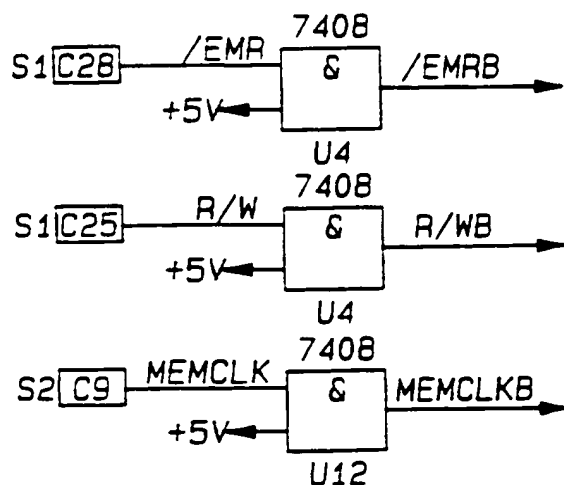 7408
S1 C28 /EMR & /EMRB
+5V
U4
7408
S1 C25 R/W & R/WB
+5V
U4
7408
S2 C9 MEMCLK & MEMCLKB
+5V
U12